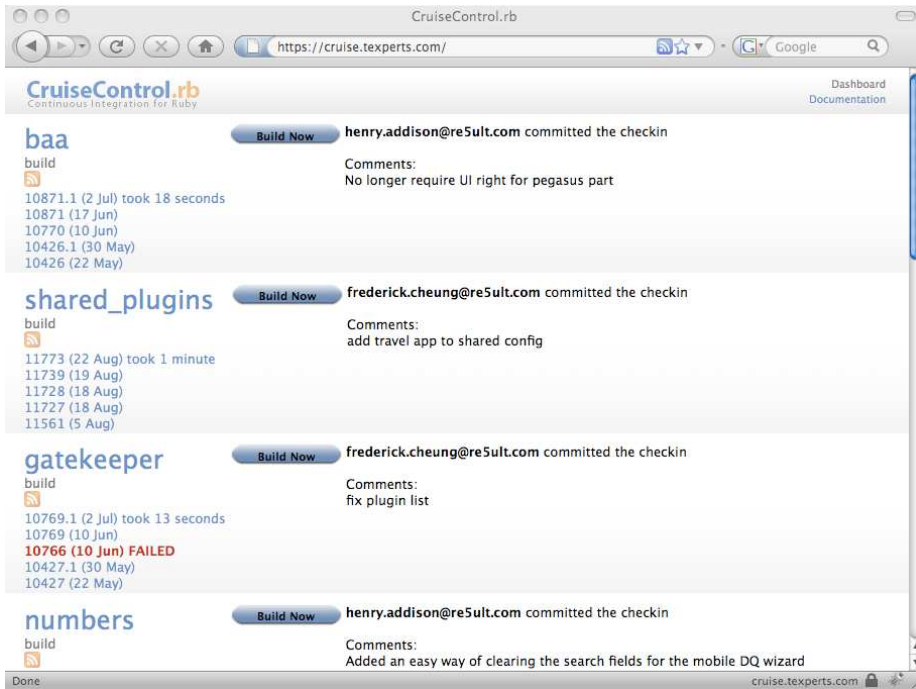 CruiseControl.rb
https://cruise.texperts.com/
Google
CruiseControl.rb
Continuous Integration for Ruby
Dashboard
Documentation
baa
build
10871.1 (2 Jul) took 18 seconds
10871 (17 Jun)
10770 (10 Jun)
10426.1 (30 May)
10426 (22 May)
Build Now
henry.addison@re5ult.com committed the checkin
Comments:
No longer require UI right for pegasus part
shared_plugins
build
11773 (22 Aug) took 1 minute
11739 (19 Aug)
11728 (18 Aug)
11727 (18 Aug)
11561 (5 Aug)
Build Now
frederick.cheung@re5ult.com committed the checkin
Comments:
add travel app to shared config
gatekeeper
build
10769.1 (2 Jul) took 13 seconds
10769 (10 Jun)
10766 (10 Jun) FAILED
10427.1 (30 May)
10427 (22 May)
Build Now
frederick.cheung@re5ult.com committed the checkin
Comments:
fix plugin list
numbers
build
Build Now
henry.addison@re5ult.com committed the checkin
Comments:
Added an easy way of clearing the search fields for the mobile DQ wizard
Done
cruise.texperts.com